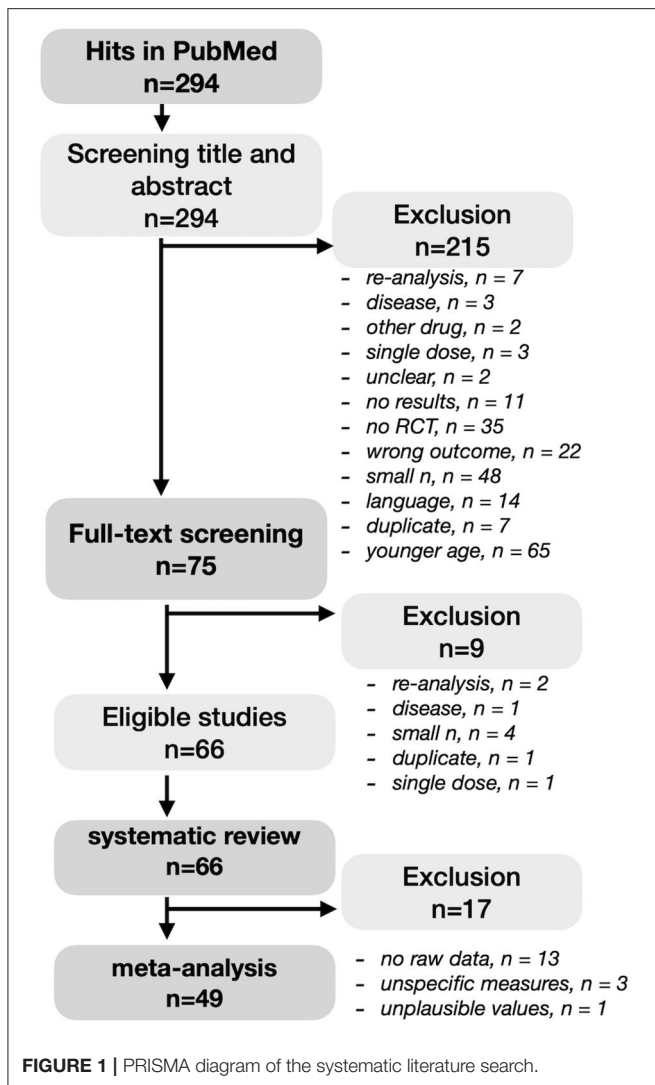 Hits in PubMed
n=294
Screening title and
abstract
n=294
Exclusion
n=215
- re-analysis, n = 7
- disease, n = 3
- other drug, n = 2
- single dose, n = 3
- unclear, n = 2
- no results, n = 11
- no RCT, n = 35
- wrong outcome, n = 22
- small n, n = 48
- language, n = 14
- duplicate, n = 7
- younger age, n = 65
Full-text screening
n=75
Exclusion
n=9
- re-analysis, n = 2
- disease, n = 1
- small n, n = 4
- duplicate, n = 1
- single dose, n = 1
Eligible studies
n=66
systematic review
n=66
Exclusion
n=17
- no raw data, n = 13
- unspecific measures, n = 3
- unplausible values, n = 1
meta-analysis
n=49
FIGURE 1 | PRISMA diagram of the systematic literature search.